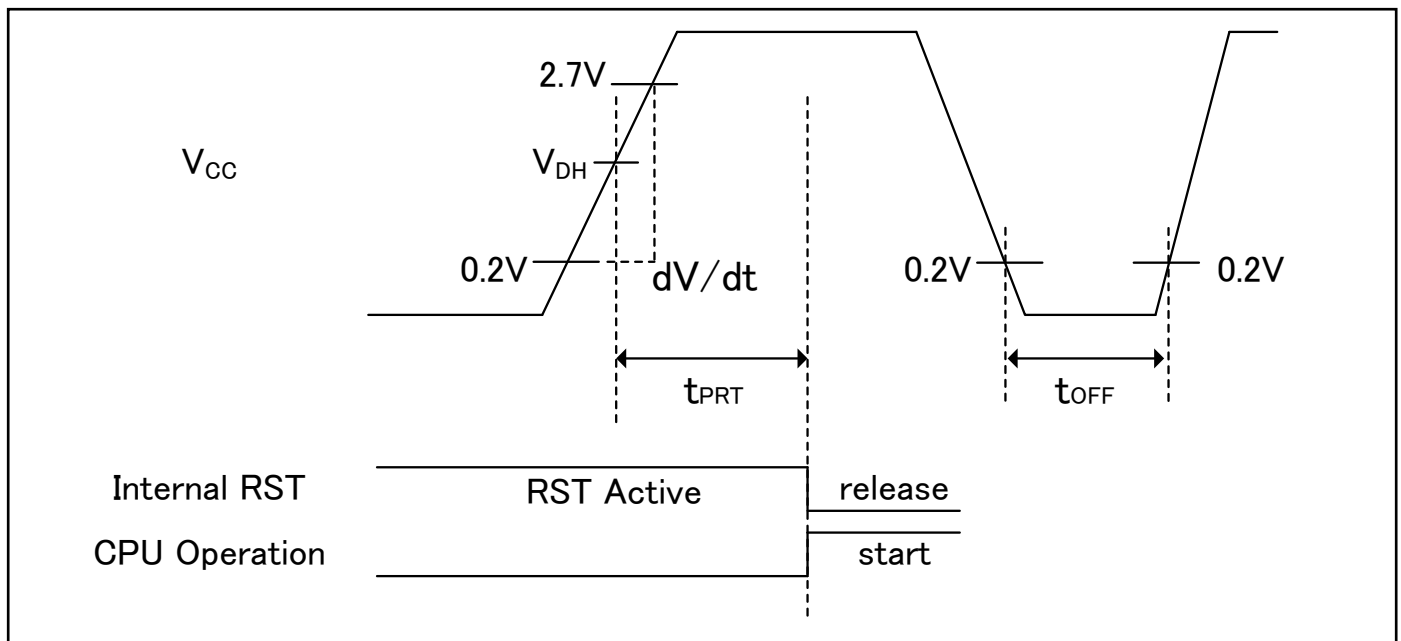 2.7V
VCC
VDH
0.2V
dV/dt
0.2V
0.2V
tPRT
tOFF
Internal RST
RST Active
release
CPU Operation
start